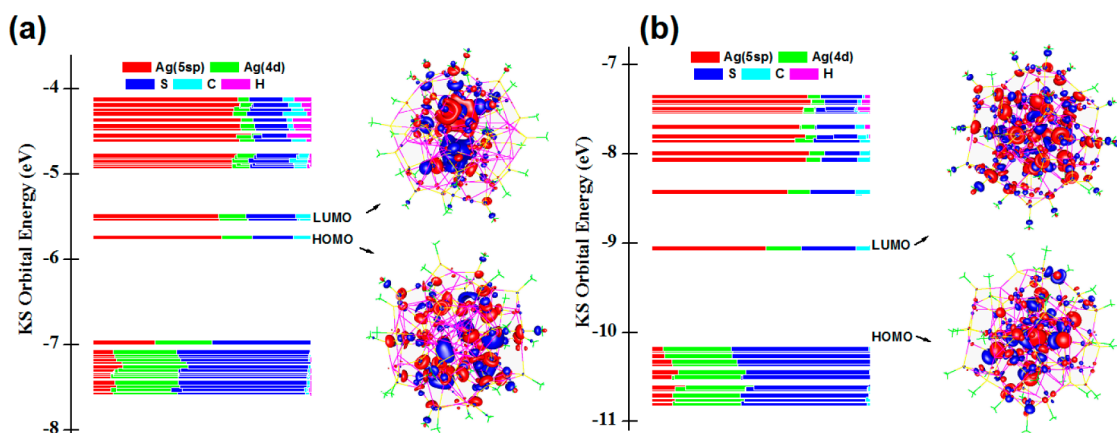 (a)
KS Orbital Energy (eV)
-4
-5
-6
-7
-8
Ag(5sp) Ag(4d)
S C H
LUMO
HOMO
(b)
KS Orbital Energy (eV)
-7
-8
-9
-10
-11
Ag(5sp) Ag(4d)
S C H
LUMO
HOMO